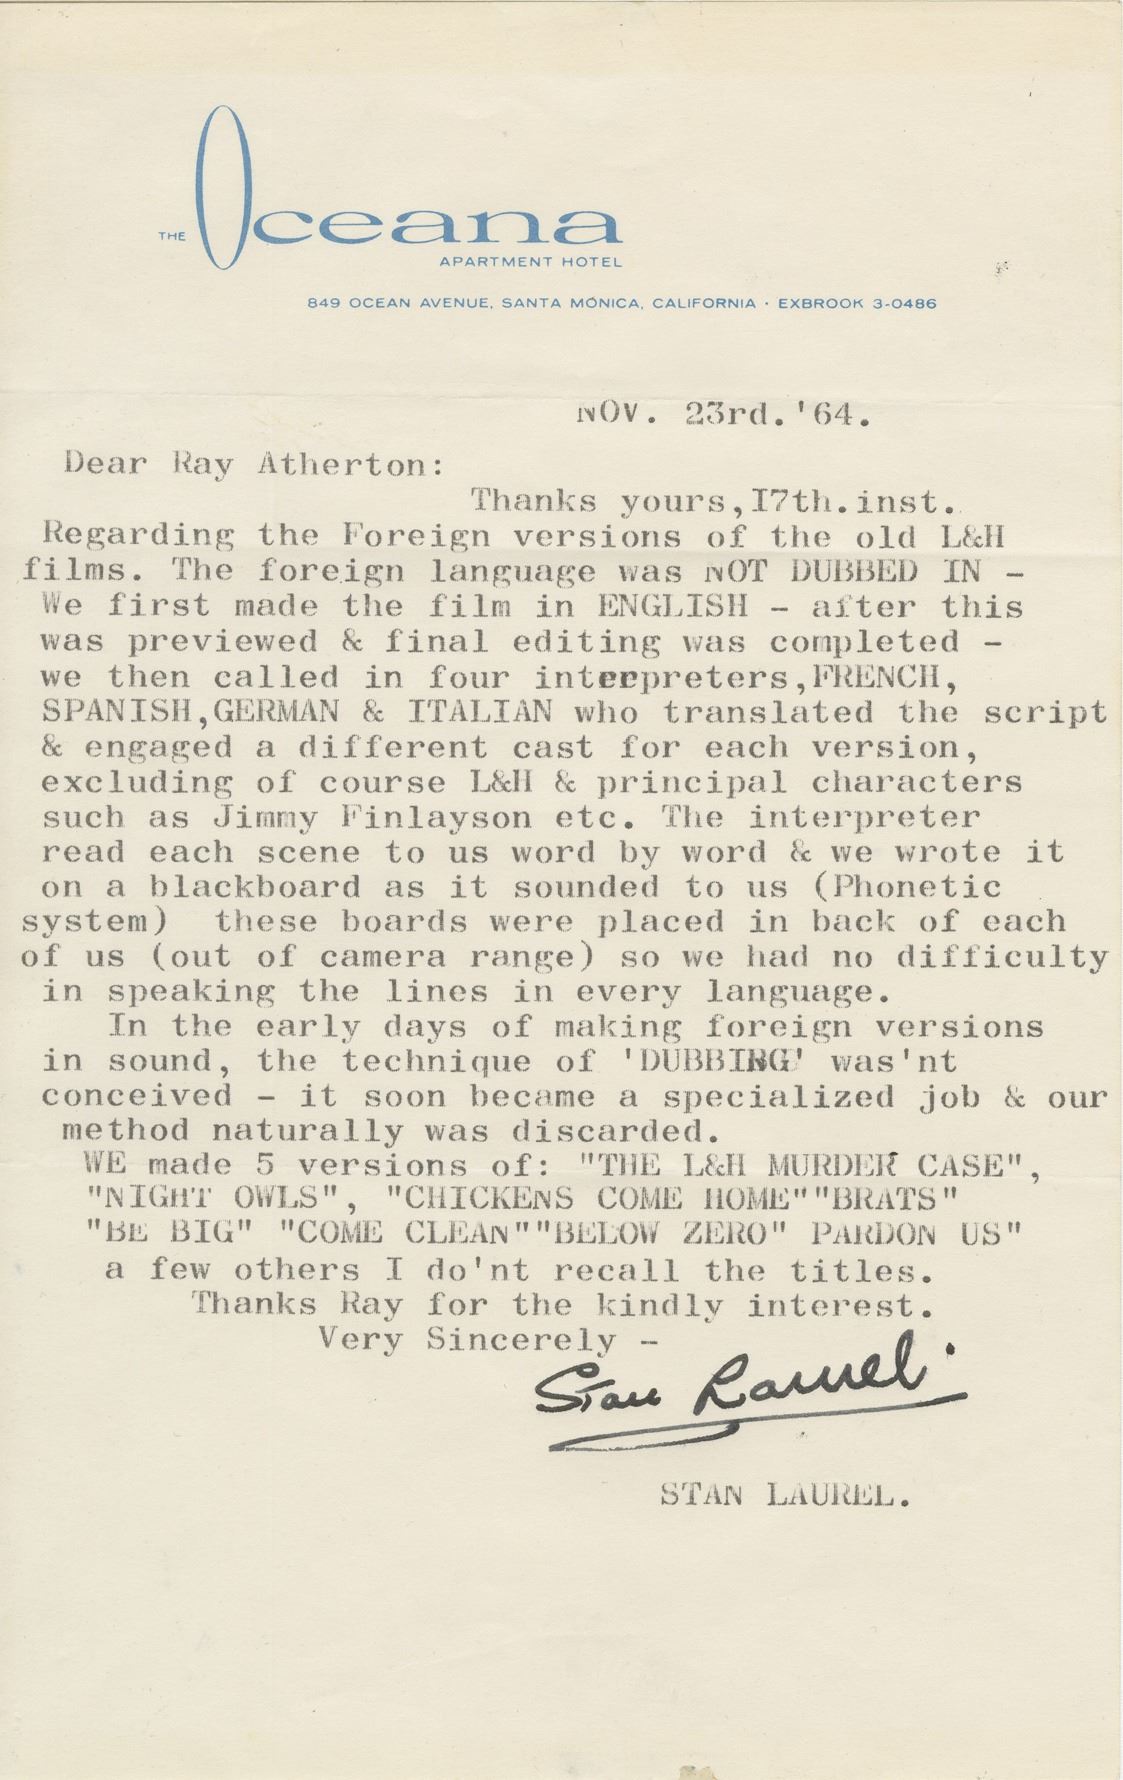 THE Oceana
APARTMENT HOTEL
849 OCEAN AVENUE, SANTA MONICA, CALIFORNIA · EXBROOK 3-0486
NOV. 23rd.'64.
Dear Ray Atherton:
Thanks yours,I7th.inst.
Regarding the Foreign versions of the old L&H
films. The foreign language was NOT DUBBED IN -
We first made the film in ENGLISH - after this
was previewed & final editing was completed -
we then called in four interpreters,FRENCH,
SPANISH,GERMAN & ITALIAN who translated the script
& engaged a different cast for each version,
excluding of course L&H & principal characters
such as Jimmy Finlayson etc. The interpreter
read each scene to us word by word & we wrote it
on a blackboard as it sounded to us (Phonetic
system) these boards were placed in back of each
of us (out of camera range) so we had no difficulty
in speaking the lines in every language.
In the early days of making foreign versions
in sound, the technique of 'DUBBING' was'nt
conceived - it soon became a specialized job & our
method naturally was discarded.
WE made 5 versions of: "THE L&H MURDER CASE",
"NIGHT OWLS", "CHICKENS COME HOME""BRATS"
"BE BIG" "COME CLEAN""BELOW ZERO" PARDON US"
a few others I do'nt recall the titles.
Thanks Ray for the kindly interest.
Very Sincerely -
Stan Laurel.
STAN LAUREL.